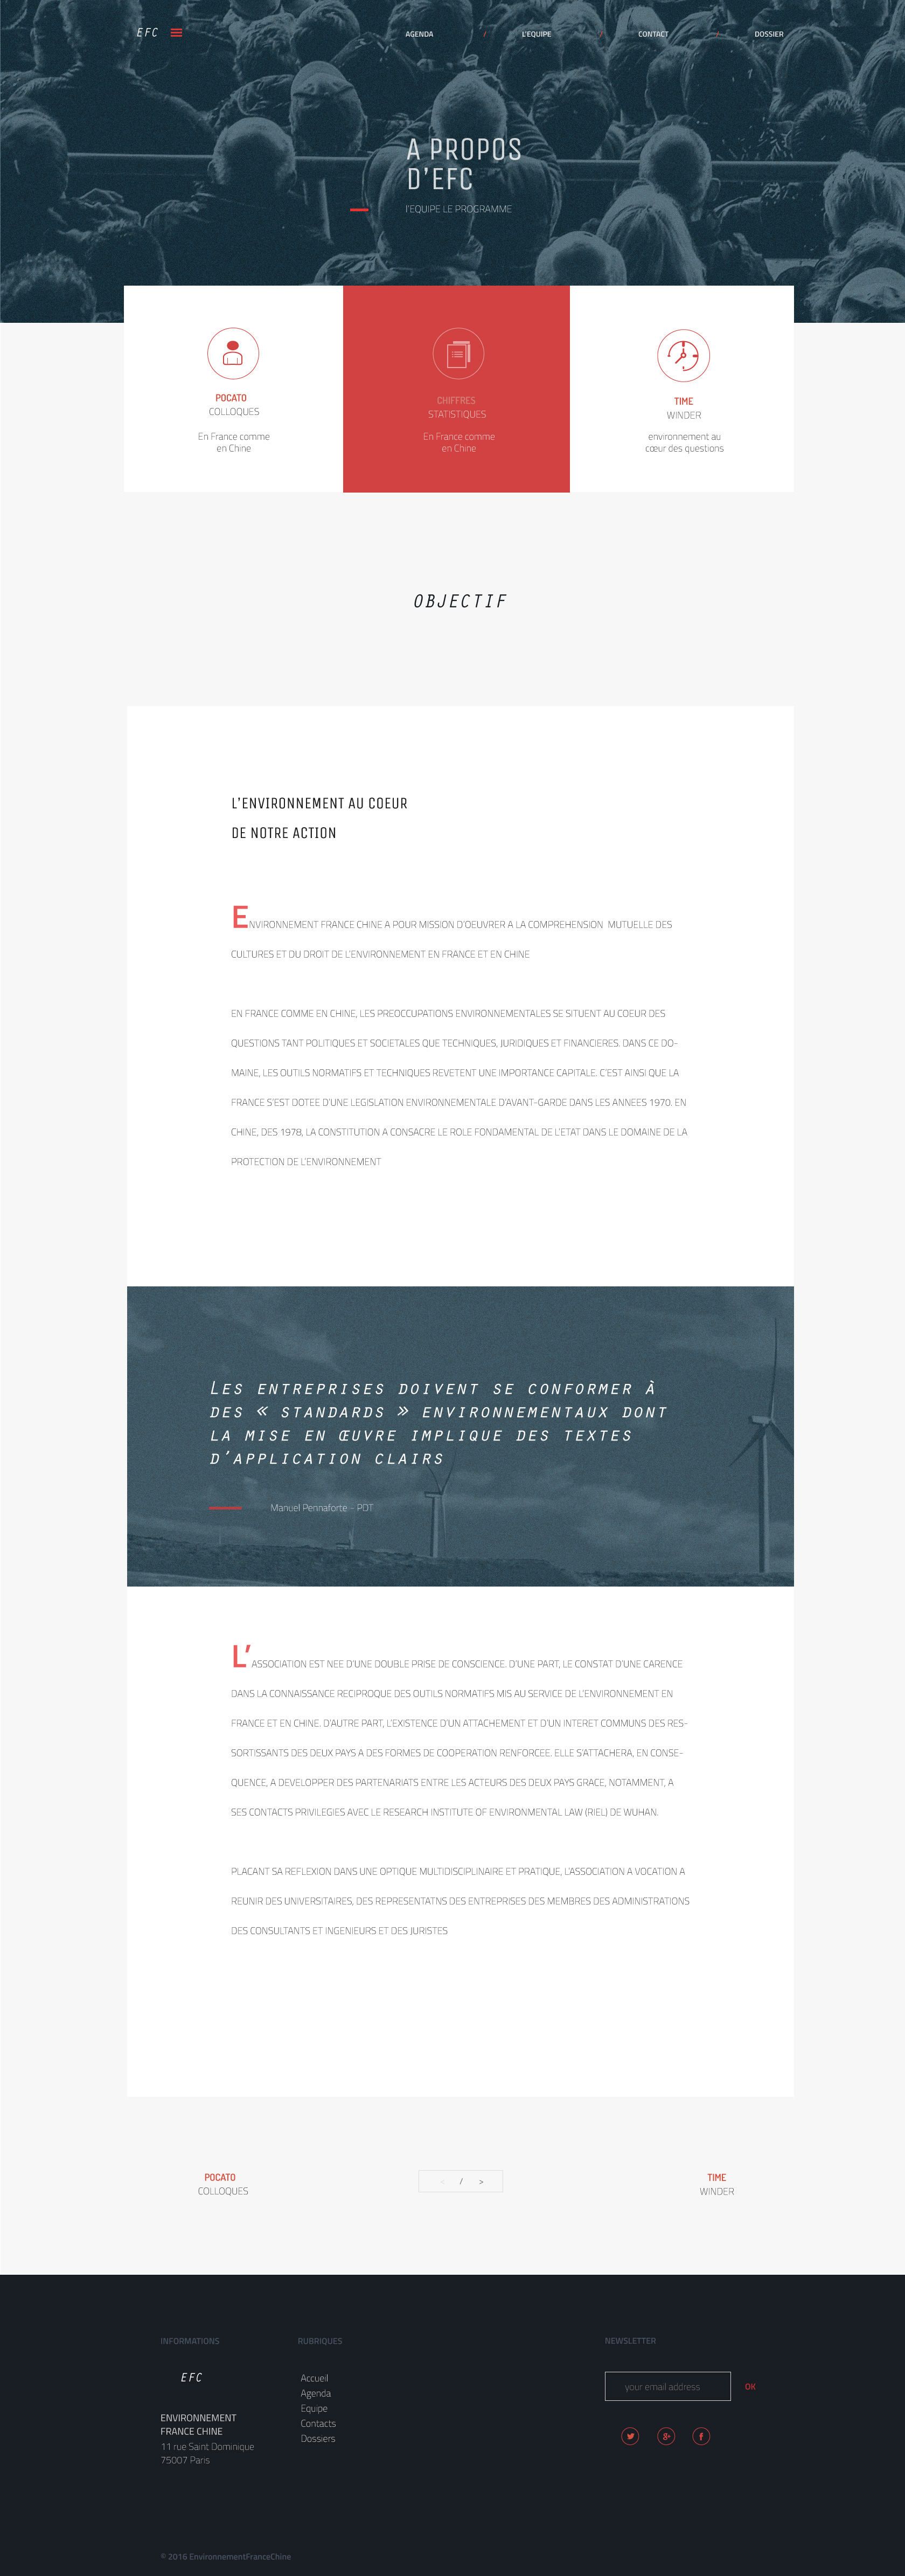 EFC
AGENDA / L'EQUIPE / CONTACT / DOSSIER
A PROPOS
D'EFC
l'EQUIPE LE PROGRAMME
POCATO
COLLOQUES
En France comme
en Chine
CHIFFRES
STATISTIQUES
En France comme
en Chine
TIME
WINDER
environnement au
cœur des questions
OBJECTIF
L'ENVIRONNEMENT AU COEUR
DE NOTRE ACTION
ENVIRONNEMENT FRANCE CHINE A POUR MISSION D'OEUVRER A LA COMPREHENSION MUTUELLE DES
CULTURES ET DU DROIT DE L'ENVIRONNEMENT EN FRANCE ET EN CHINE
EN FRANCE COMME EN CHINE, LES PREOCCUPATIONS ENVIRONNEMENTALES SE SITUENT AU COEUR DES
QUESTIONS TANT POLITIQUES ET SOCIETALES QUE TECHNIQUES, JURIDIQUES ET FINANCIERES. DANS CE DO-
MAINE, LES OUTILS NORMATIFS ET TECHNIQUES REVETENT UNE IMPORTANCE CAPITALE. C'EST AINSI QUE LA
FRANCE S'EST DOTEE D'UNE LEGISLATION ENVIRONNEMENTALE D'AVANT-GARDE DANS LES ANNEES 1970. EN
CHINE, DES 1978, LA CONSTITUTION A CONSACRE LE ROLE FONDAMENTAL DE L'ETAT DANS LE DOMAINE DE LA
PROTECTION DE L'ENVIRONNEMENT
LES ENTREPRISES DOIVENT SE CONFORMER À
DES « STANDARDS » ENVIRONNEMENTAUX DONT
LA MISE EN ŒUVRE IMPLIQUE DES TEXTES
D'APPLICATION CLAIRS
Manuel Pennaforte - PDT
L'ASSOCIATION EST NEE D'UNE DOUBLE PRISE DE CONSCIENCE. D'UNE PART, LE CONSTAT D'UNE CARENCE
DANS LA CONNAISSANCE RECIPROQUE DES OUTILS NORMATIFS MIS AU SERVICE DE L'ENVIRONNEMENT EN
FRANCE ET EN CHINE. D'AUTRE PART, L'EXISTENCE D'UN ATTACHEMENT ET D'UN INTERET COMMUNS DES RES-
SORTISSANTS DES DEUX PAYS A DES FORMES DE COOPERATION RENFORCEE. ELLE S'ATTACHERA, EN CONSE-
QUENCE, A DEVELOPPER DES PARTENARIATS ENTRE LES ACTEURS DES DEUX PAYS GRACE, NOTAMMENT, A
SES CONTACTS PRIVILEGIES AVEC LE RESEARCH INSTITUTE OF ENVIRONMENTAL LAW (RIEL) DE WUHAN.
PLACANT SA REFLEXION DANS UNE OPTIQUE MULTIDISCIPLINAIRE ET PRATIQUE, L'ASSOCIATION A VOCATION A
REUNIR DES UNIVERSITAIRES, DES REPRESENTATNS DES ENTREPRISES DES MEMBRES DES ADMINISTRATIONS
DES CONSULTANTS ET INGENIEURS ET DES JURISTES
POCATO
COLLOQUES
< / >
TIME
WINDER
INFORMATIONS
EFC
ENVIRONNEMENT
FRANCE CHINE
11 rue Saint Dominique
75007 Paris
RUBRIQUES
Accueil
Agenda
Equipe
Contacts
Dossiers
NEWSLETTER
your email address
OK
© 2016 EnvironnementFranceChine